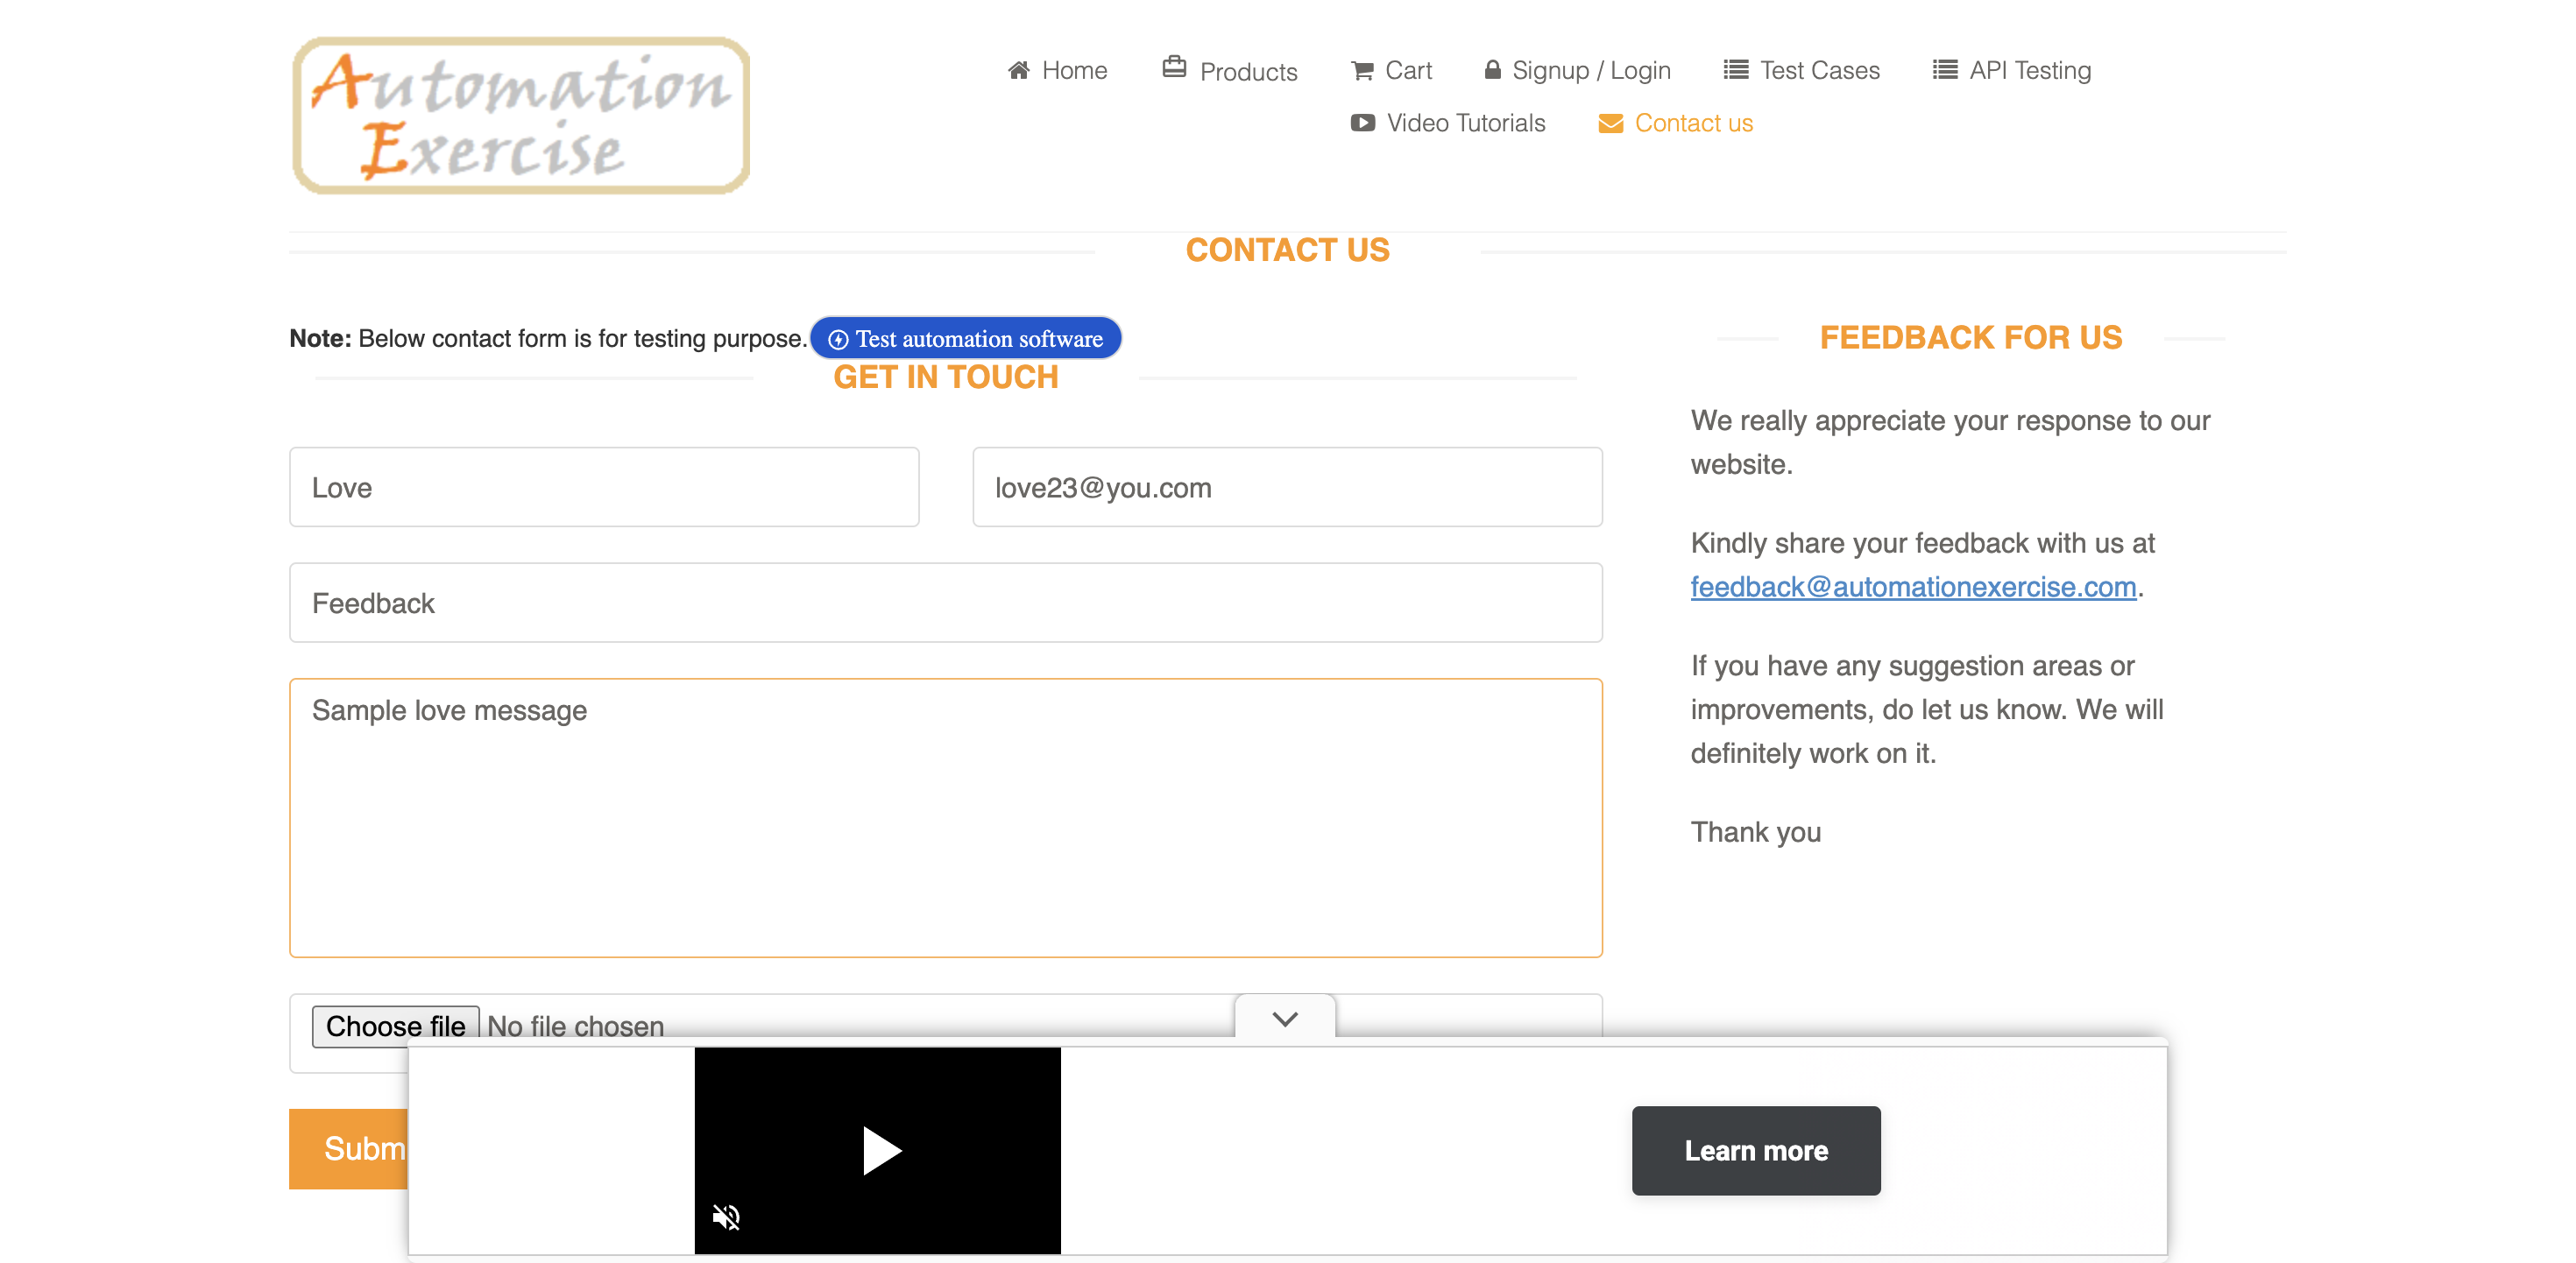 Automation
Exercise
Home
Products
Cart
Signup / Login
Test Cases
API Testing
Video Tutorials
Contact us
CONTACT US
Note: Below contact form is for testing purpose.
Test automation software
GET IN TOUCH
Love
love23@you.com
Feedback
Sample love message
Choose file No file chosen
Subm
FEEDBACK FOR US
We really appreciate your response to our
website.
Kindly share your feedback with us at
feedback@automationexercise.com.
If you have any suggestion areas or
improvements, do let us know. We will
definitely work on it.
Thank you
Learn more